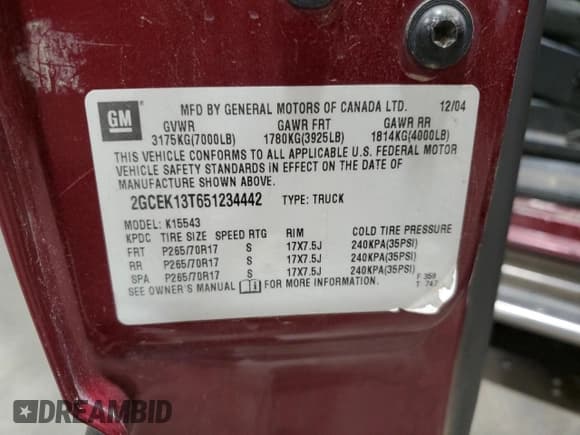 GM
MFD BY GENERAL MOTORS OF CANADA LTD. 12/04
GVWR GAWR FRT GAWR RR
3175KG(7000LB) 1780KG(3925LB) 1814KG(4000LB)
THIS VEHICLE CONFORMS TO ALL APPLICABLE U.S. FEDERAL MOTOR
VEHICLE SAFETY STANDARDS IN EFFECT ON THE DATE OF
MANUFACTURE SHOWN ABOVE.
2GCEK13T651234442 TYPE: TRUCK
MODEL: K15543
KPDC TIRE SIZE SPEED RTG RIM COLD TIRE PRESSURE
FRT P265/70R17 S 17X7.5J 240KPA(35PSI)
RR P265/70R17 S 17X7.5J 240KPA(35PSI)
SPA P265/70R17 S 17X7.5J 240KPA(35PSI)
SEE OWNER'S MANUAL FOR MORE INFORMATION.
F 358
T 747
DREAMBID